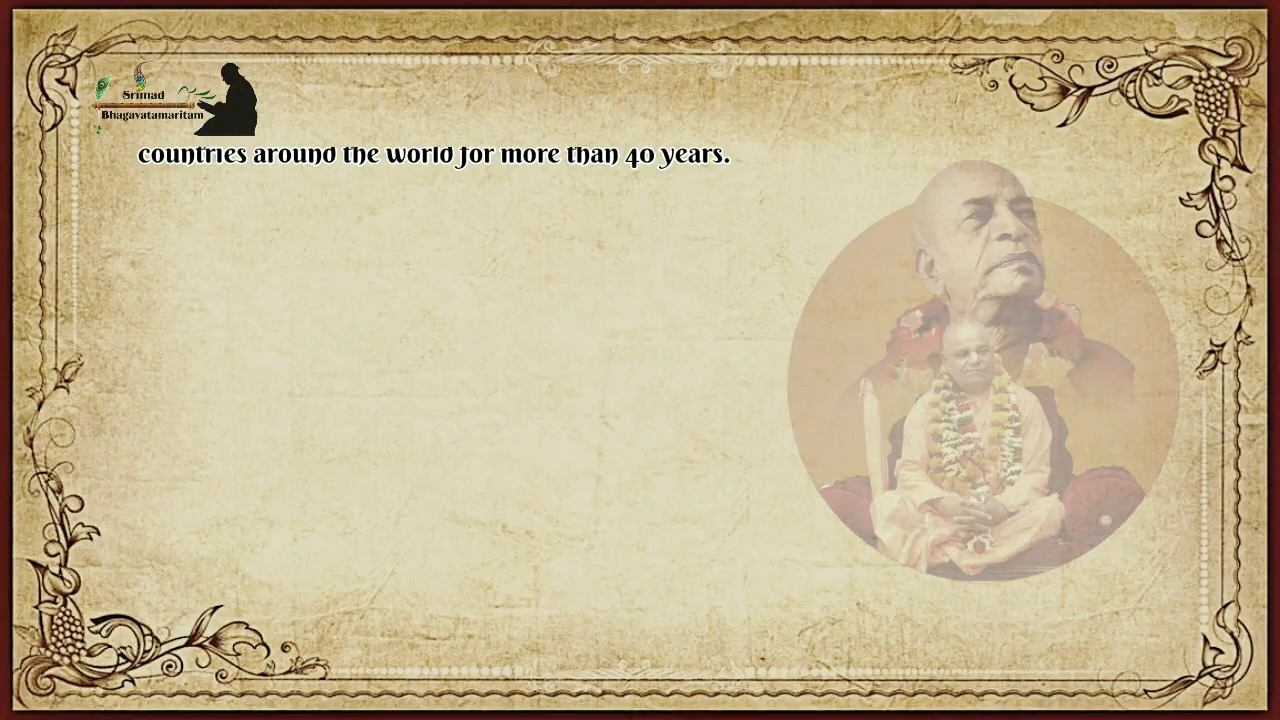 Srimad
Bhagavatamaritam
countries around the world for more than 40 years.